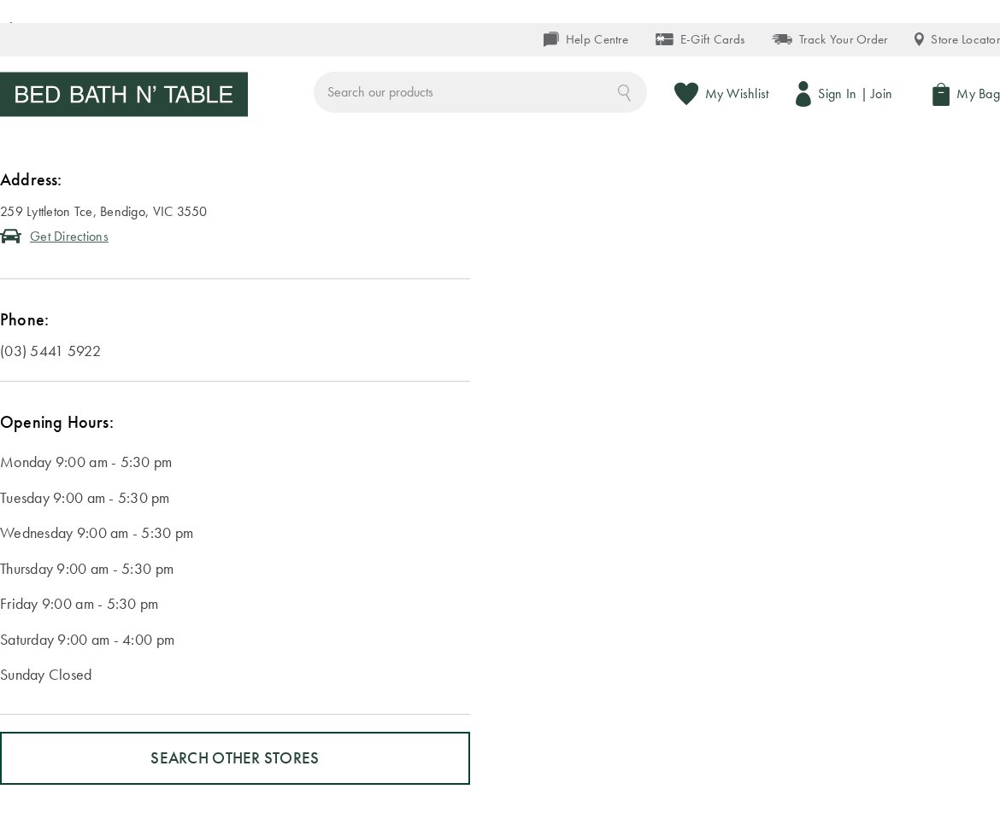 Help Centre
E-Gift Cards
Track Your Order
Store Locator
BED BATH N' TABLE
Search our products
My Wishlist
Sign In | Join
My Bag
Address:
259 Lyttleton Tce, Bendigo, VIC 3550
Get Directions
Phone:
(03) 5441 5922
Opening Hours:
Monday 9:00 am - 5:30 pm
Tuesday 9:00 am - 5:30 pm
Wednesday 9:00 am - 5:30 pm
Thursday 9:00 am - 5:30 pm
Friday 9:00 am - 5:30 pm
Saturday 9:00 am - 4:00 pm
Sunday Closed
SEARCH OTHER STORES